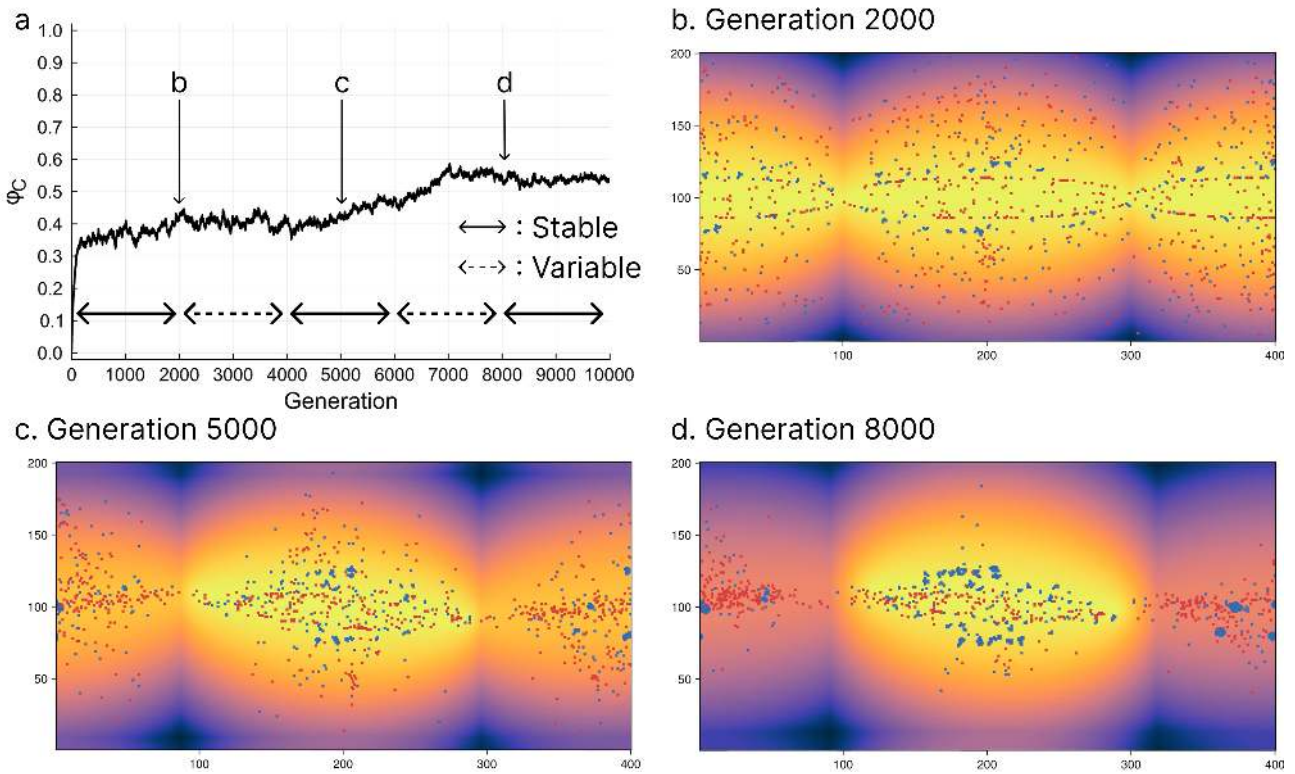 a
1.0
0.9
0.8
0.7
0.6
0.5
0.4
0.3
0.2
0.1
0.0
φC
b
c
d
↔ : Stable
↔ : Variable
0 1000 2000 3000 4000 5000 6000 7000 8000 9000 10000
Generation
b. Generation 2000
200
150
100
50
100 200 300 400
c. Generation 5000
200
150
100
50
100 200 300 400
d. Generation 8000
200
150
100
50
100 200 300 400